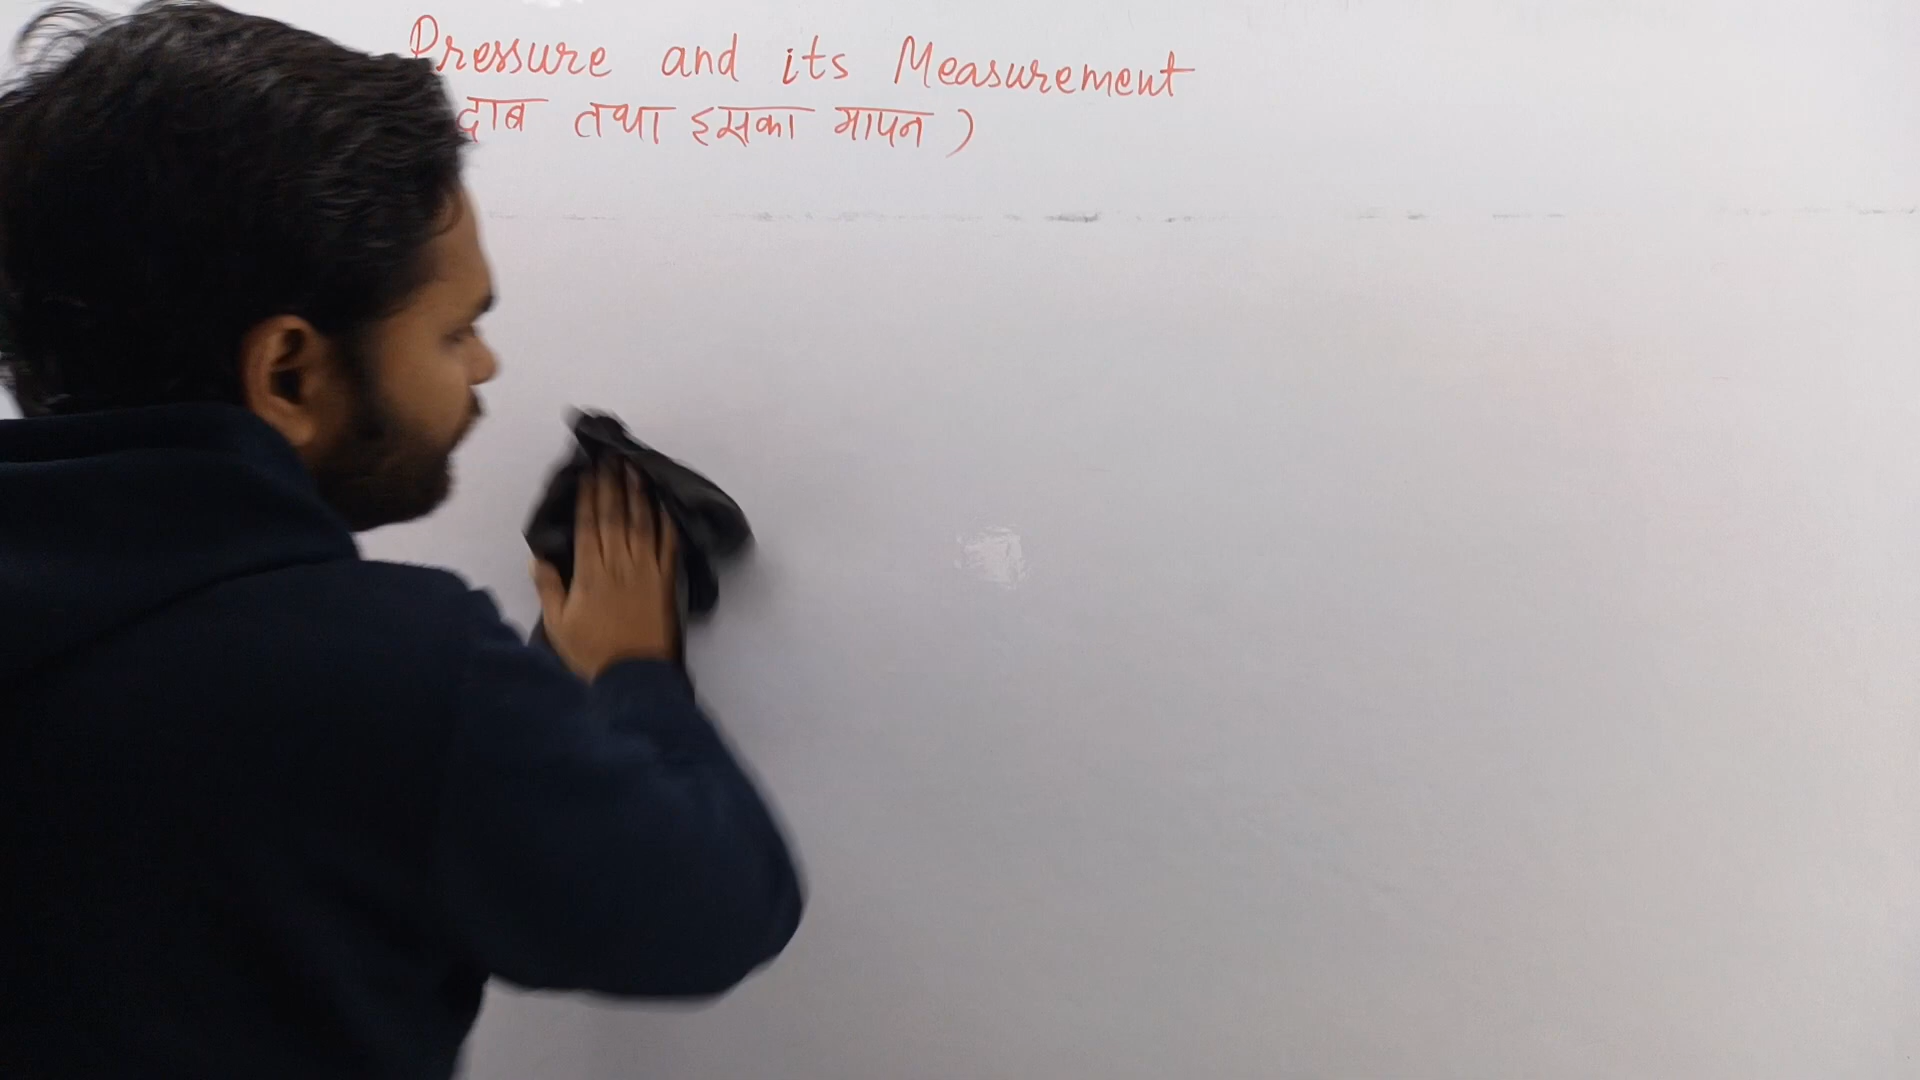 Pressure and its Measurement
दाब तथा इसका मापन )